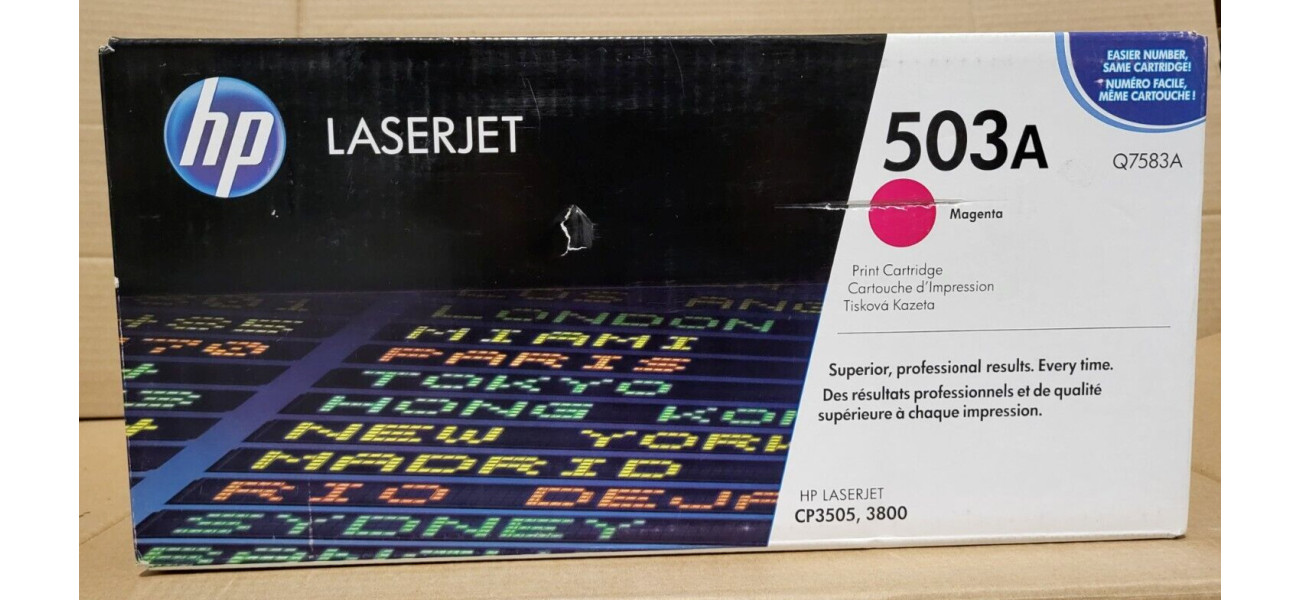 hp
LASERJET
EASIER NUMBER,
SAME CARTRIDGE!
NUMÉRO FACILE,
MÊME CARTOUCHE!
503A
Q7583A
Magenta
Print Cartridge
Cartouche d'Impression
Tisková Kazeta
Superior, professional results. Every time.
Des résultats professionnels et de qualité
supérieure à chaque impression.
HP LASERJET
CP3505, 3800
LONDON
MIAMI
PARIS
TOKYO
HONG KO
NEW YORK
MADRID
RIO DEJA
SYDNEY